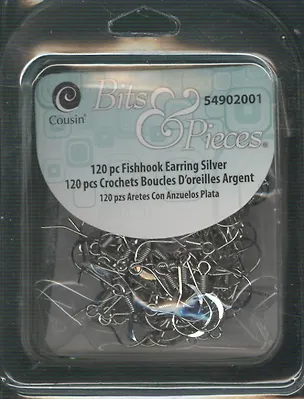 Bits & Pieces®
54902001
Cousin®
120 pc Fishhook Earring Silver
120 pcs Crochets Boucles D'oreilles Argent
120 pzs Aretes Con Anzuelos Plata